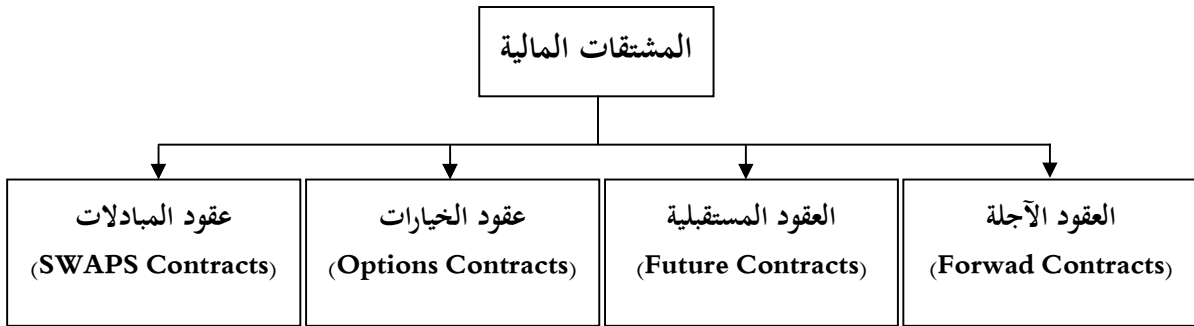 المشتقات المالية
العقود الآجلة
(Forwad Contracts)
العقود المستقبلية
(Future Contracts)
عقود الخيارات
(Options Contracts)
عقود المبادلات
(SWAPS Contracts)